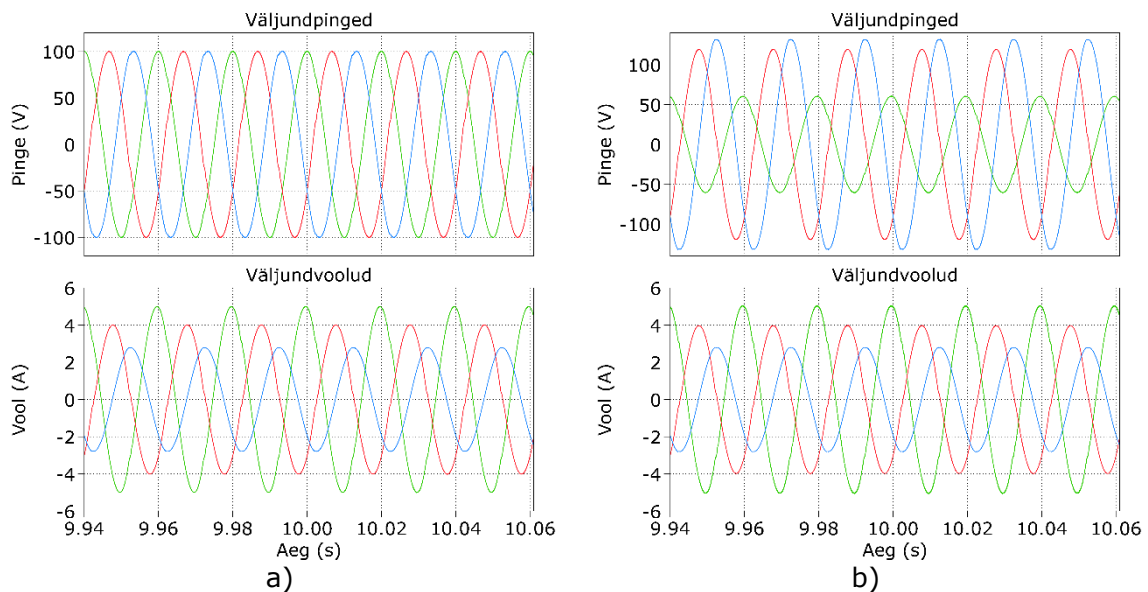 Väljundpinged
100
50
0
-50
-100
Pinge (V)
Väljundvoolud
6
4
2
0
-2
-4
-6
Vool (A)
9.94 9.96 9.98 10.00 10.02 10.04 10.06
Aeg (s)
a)
Väljundpinged
100
50
0
-50
-100
Pinge (V)
Väljundvoolud
6
4
2
0
-2
-4
-6
Vool (A)
9.94 9.96 9.98 10.00 10.02 10.04 10.06
Aeg (s)
b)